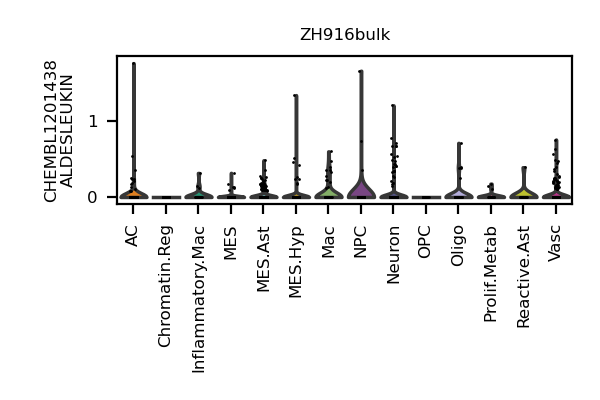 ZH916bulk
CHEMBL1201438
ALDESLEUKIN
1
0
AC
Chromatin.Reg
Inflammatory.Mac
MES
MES.Ast
MES.Hyp
Mac
NPC
Neuron
OPC
Oligo
Prolif.Metab
Reactive.Ast
Vasc